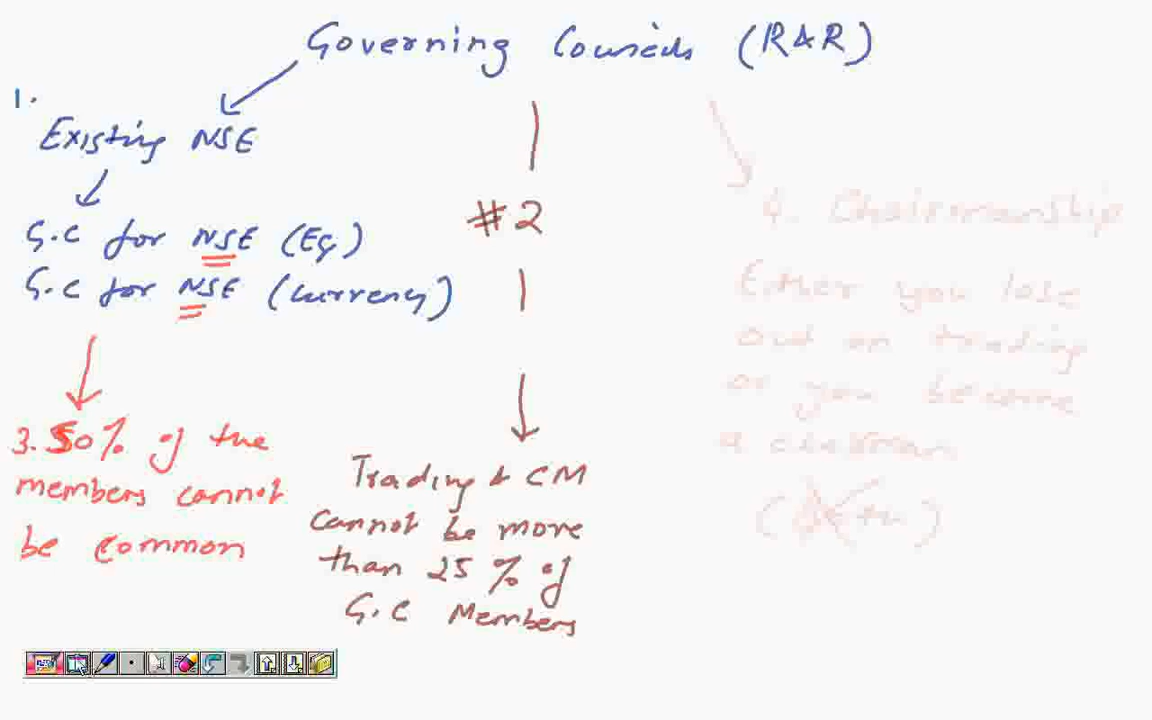 Governing Councils (R&R)
1.
Existing NSE
G.C for NSE (Eq)
G.C for NSE (Currency)
3. 50% of the
members cannot
be common
#2
Trading & CM
cannot be more
than 25 % of
G.C Members
4. Chairmanship
Either you lose
out on trading
or you become
a chairman